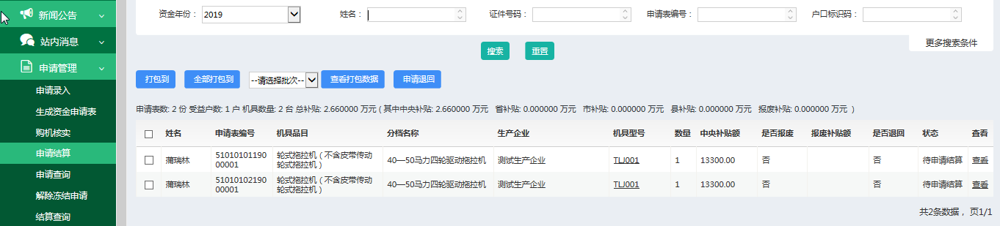 新闻公告
站内消息
申请管理
申请录入
生成资金申请表
购机核实
申请结算
申请查询
解除冻结申请
结算查询
资金年份： 2019 姓名： 证件号码： 申请表编号： 户口标识码：
更多搜索条件
搜索 重置
打包到 全部打包到 --请选择批次-- 查看打包数据 申请退回
申请表数: 2 份 受益户数: 1 户 机具数量: 2 台 总补贴: 2.660000 万元 ( 其中中央补贴: 2.660000 万元 省补贴: 0.000000 万元 市补贴: 0.000000 万元 县补贴: 0.000000 万元 报废补贴: 0.000000 万元 )
姓名 申请表编号 机具品目 分档名称 生产企业 机具型号 数量 中央补贴额 是否报废 报废补贴额 是否退回 状态 查看
蒲瑞林 51010101190 轮式拖拉机（不含皮带传动 40—50马力四轮驱动拖拉机 测试生产企业 TLJ001 1 13300.00 否 否 待申请结算 查看
00001 轮式拖拉机）
蒲瑞林 51010102190 轮式拖拉机（不含皮带传动 40—50马力四轮驱动拖拉机 测试生产企业 TLJ001 1 13300.00 否 否 待申请结算 查看
00001 轮式拖拉机）
共2条数据 ，页1/1